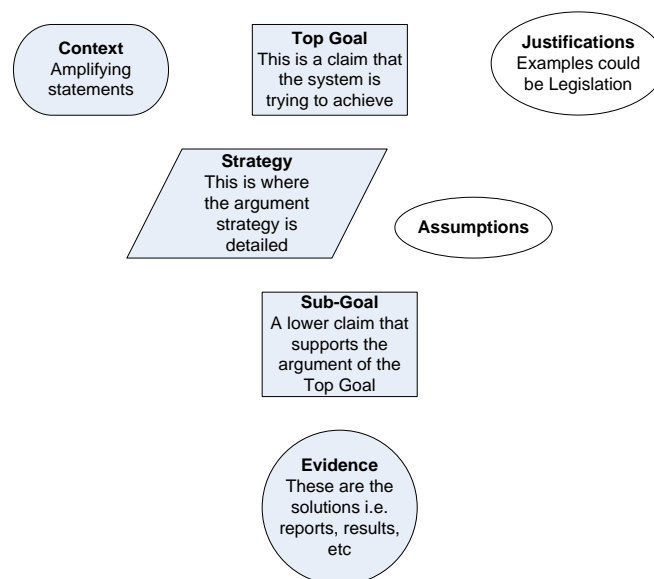 Context
Amplifying
statements
Top Goal
This is a claim that
the system is
trying to achieve
Justifications
Examples could
be Legislation
Strategy
This is where
the argument
strategy is
detailed
Assumptions
Sub-Goal
A lower claim that
supports the
argument of the
Top Goal
Evidence
These are the
solutions i.e.
reports, results,
etc